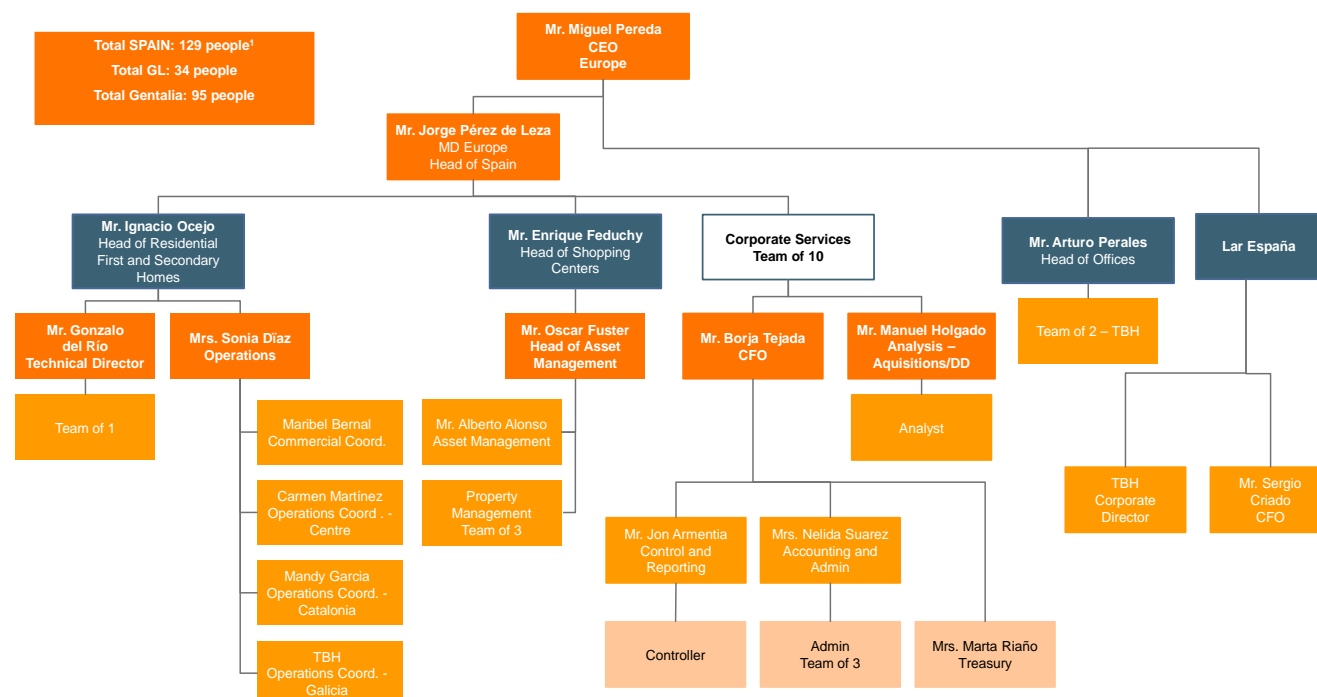 Total SPAIN: 129 people¹
Total GL: 34 people
Total Gentalia: 95 people
Mr. Miguel Pereda
CEO
Europe
Mr. Jorge Pérez de Leza
MD Europe
Head of Spain
Mr. Ignacio Ocejo
Head of Residential
First and Secondary
Homes
Mr. Enrique Feduchy
Head of Shopping
Centers
Corporate Services
Team of 10
Mr. Arturo Perales
Head of Offices
Lar España
Mr. Gonzalo
del Río
Technical Director
Mrs. Sonia Dïaz
Operations
Mr. Oscar Fuster
Head of Asset
Management
Mr. Borja Tejada
CFO
Mr. Manuel Holgado
Analysis –
Aquisitions/DD
Team of 2 – TBH
Team of 1
Maribel Bernal
Commercial Coord.
Mr. Alberto Alonso
Asset Management
Analyst
Carmen Martinez
Operations Coord . -
Centre
Property
Management
Team of 3
TBH
Corporate
Director
Mr. Sergio
Criado
CFO
Mr. Jon Armentia
Control and
Reporting
Mrs. Nelida Suarez
Accounting and
Admin
Mandy Garcia
Operations Coord. -
Catalonia
TBH
Operations Coord. -
Galicia
Controller
Admin
Team of 3
Mrs. Marta Riaño
Treasury